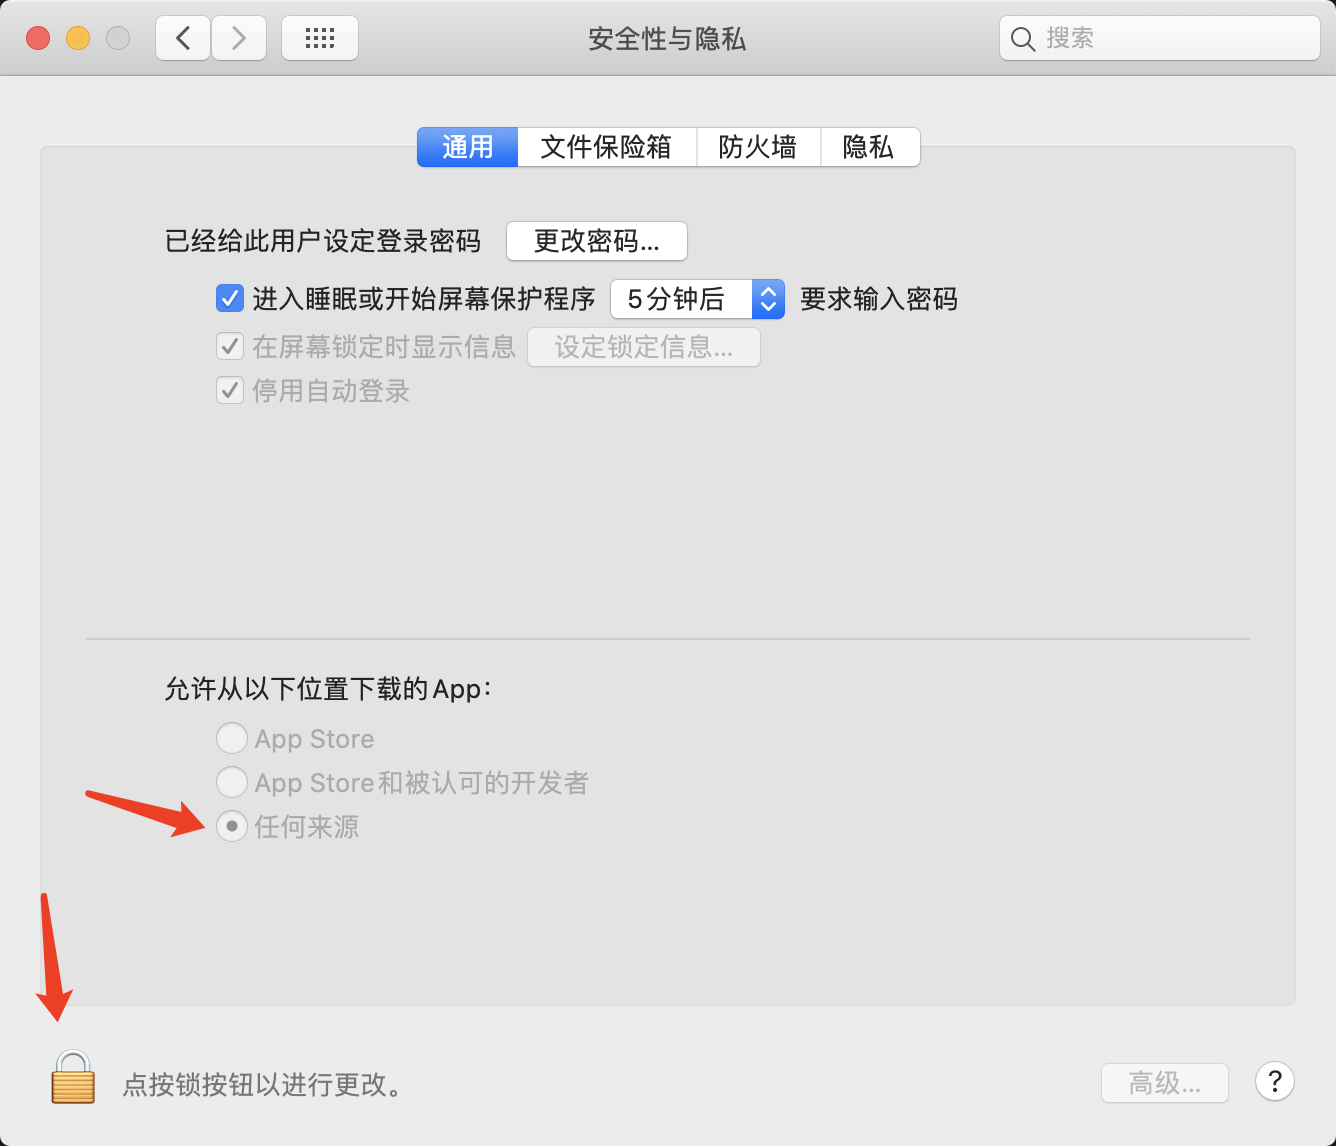 安全性与隐私
搜索
通用 文件保险箱 防火墙 隐私
已经给此用户设定登录密码 更改密码...
进入睡眠或开始屏幕保护程序 5分钟后 要求输入密码
在屏幕锁定时显示信息 设定锁定信息...
停用自动登录
允许从以下位置下载的App：
App Store
App Store和被认可的开发者
任何来源
点按锁按钮以进行更改。
高级... ?